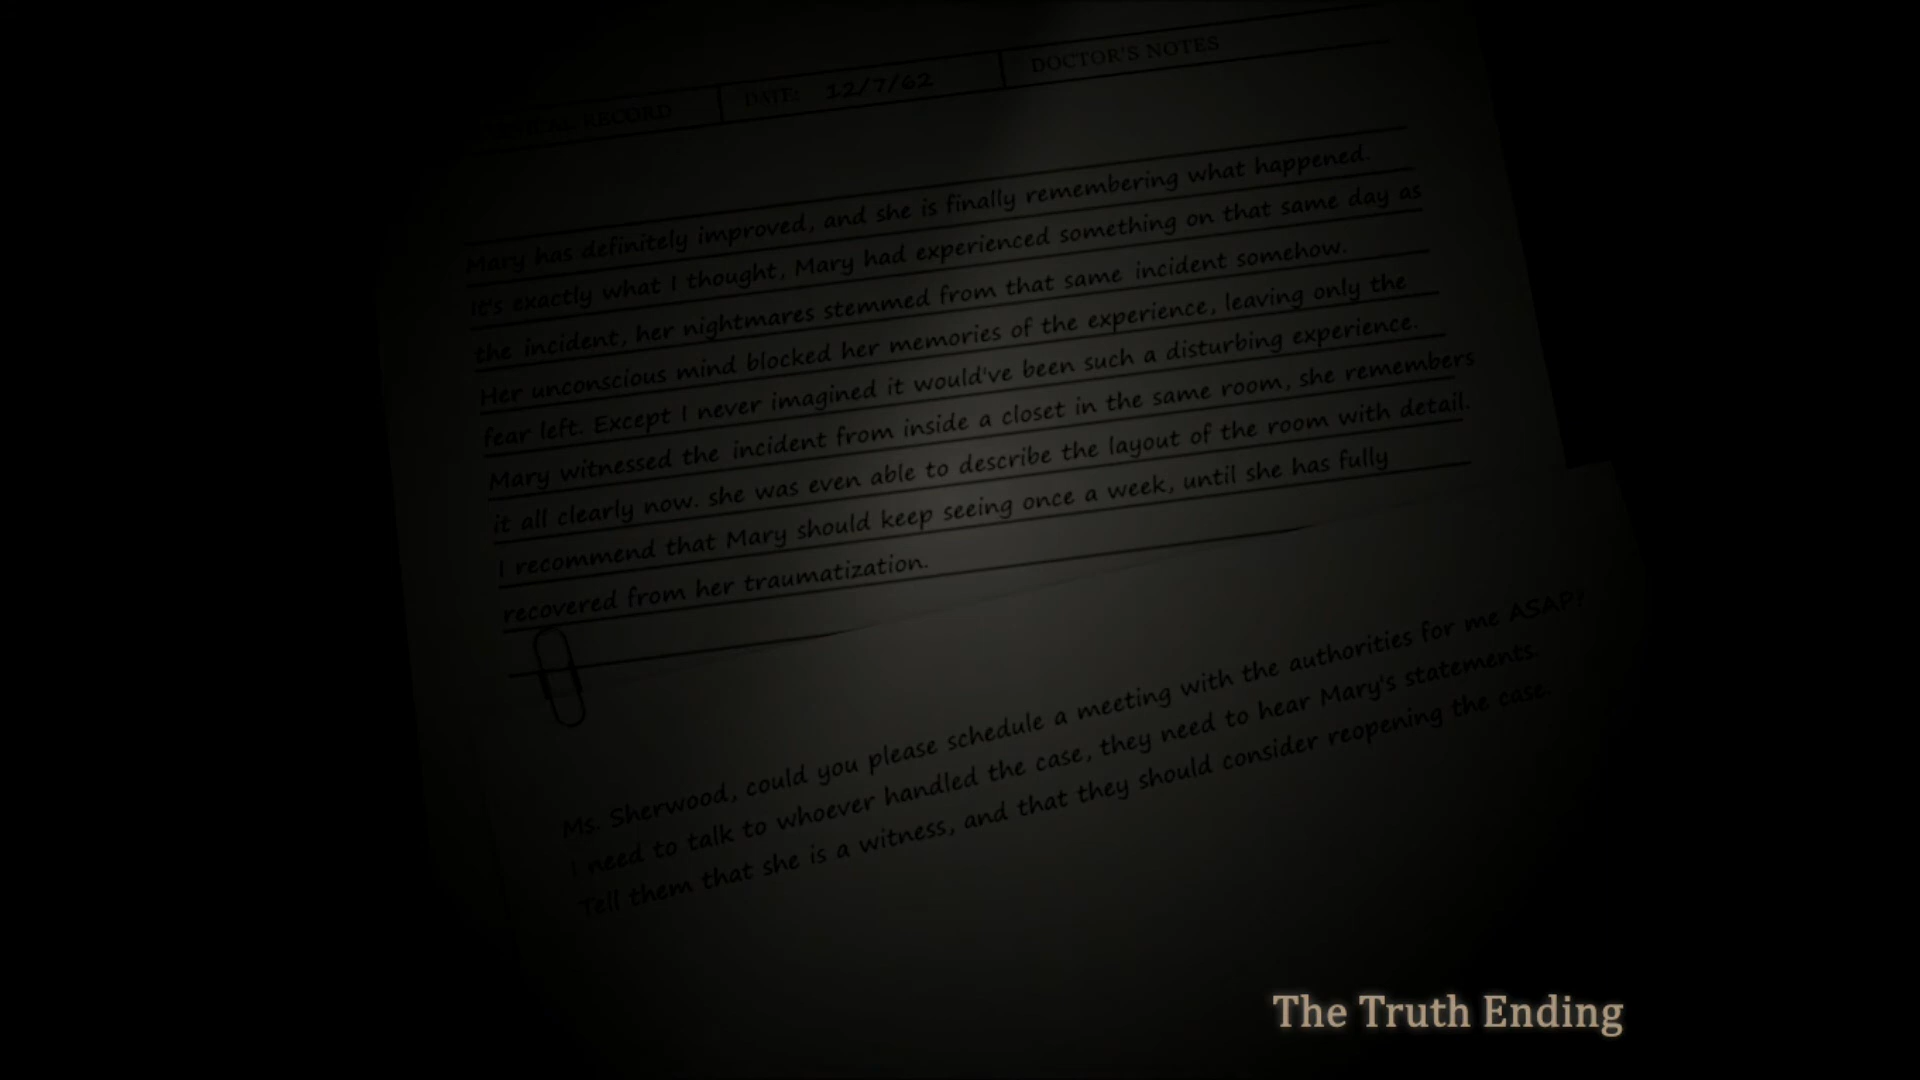 RECORD DATE: 12/7/62 DOCTOR'S NOTES
Mary has definitely improved, and she is finally remembering what happened.
It's exactly what I thought, Mary had experienced something on that same day as
the incident, her nightmares stemmed from that same incident somehow.
Her unconscious mind blocked her memories of the experience, leaving only the
fear left. Except I never imagined it would've been such a disturbing experience.
Mary witnessed the incident from inside a closet in the same room, she remembers
it all clearly now. she was even able to describe the layout of the room with detail.
I recommend that Mary should keep seeing once a week, until she has fully
recovered from her traumatization.
Ms. Sherwood, could you please schedule a meeting with the authorities for me ASAP?
I need to talk to whoever handled the case, they need to hear Mary's statements.
Tell them that she is a witness, and that they should consider reopening the case.
The Truth Ending